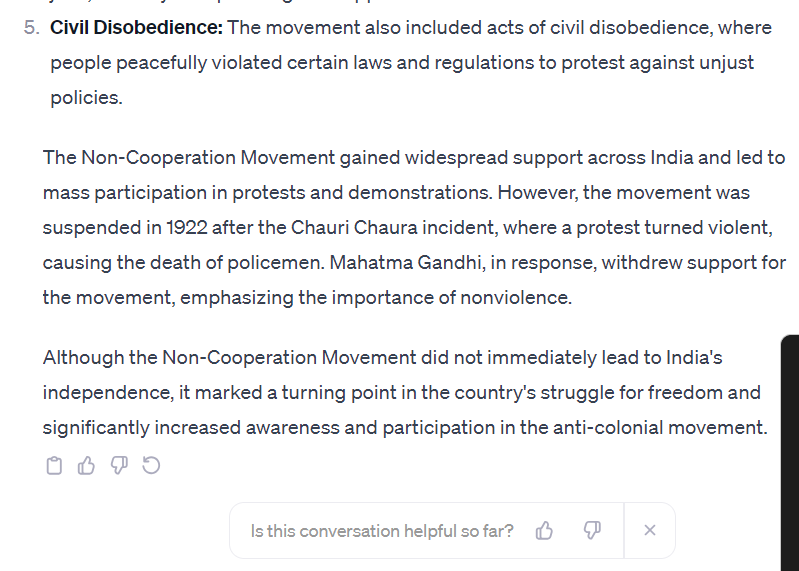 5. Civil Disobedience: The movement also included acts of civil disobedience, where
people peacefully violated certain laws and regulations to protest against unjust
policies.
The Non-Cooperation Movement gained widespread support across India and led to
mass participation in protests and demonstrations. However, the movement was
suspended in 1922 after the Chauri Chaura incident, where a protest turned violent,
causing the death of policemen. Mahatma Gandhi, in response, withdrew support for
the movement, emphasizing the importance of nonviolence.
Although the Non-Cooperation Movement did not immediately lead to India's
independence, it marked a turning point in the country's struggle for freedom and
significantly increased awareness and participation in the anti-colonial movement.
Is this conversation helpful so far?